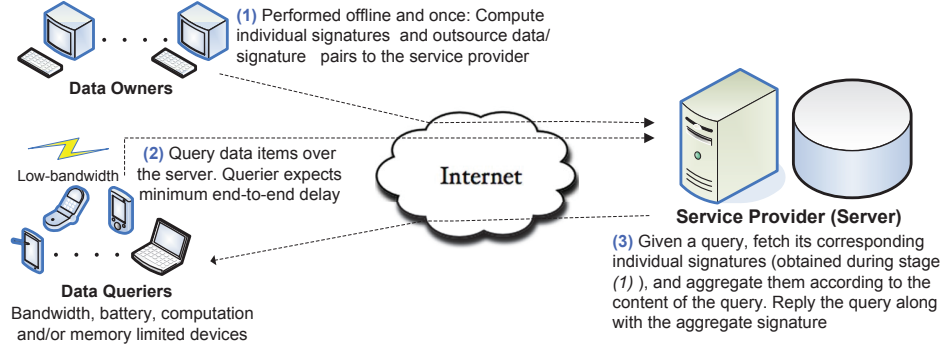 (1) Performed offline and once: Compute
individual signatures and outsource data/
signature pairs to the service provider
Data Owners
(2) Query data items over
the server. Querier expects
minimum end-to-end delay
Low-bandwidth
Internet
Data Queriers
Bandwidth, battery, computation
and/or memory limited devices
Service Provider (Server)
(3) Given a query, fetch its corresponding
individual signatures (obtained during stage
(1) ), and aggregate them according to the
content of the query. Reply the query along
with the aggregate signature